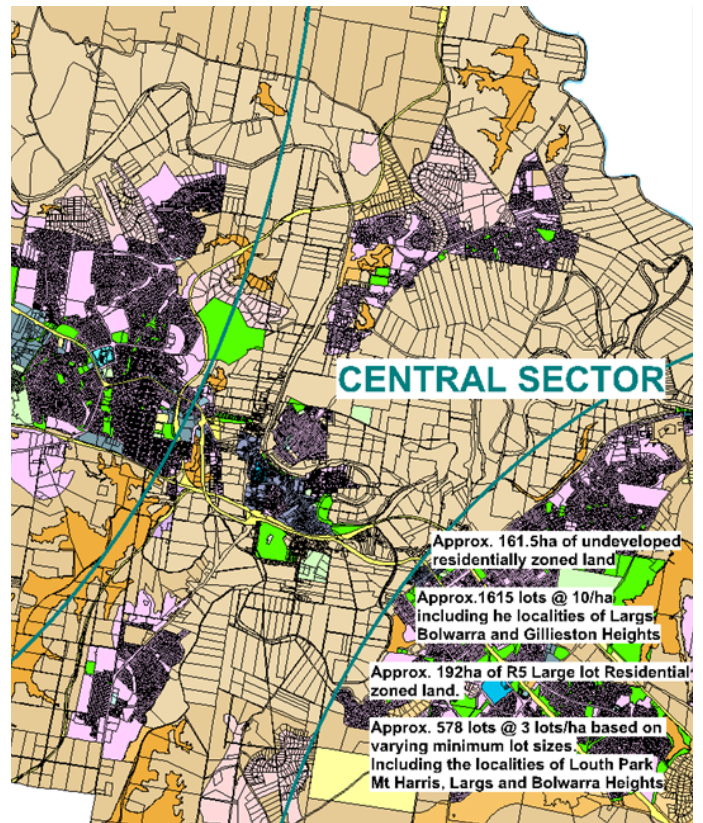 CENTRAL SECTOR
Approx. 161.5ha of undeveloped
residentially zoned land
Approx.1615 lots @ 10/ha
including he localities of Largs
Bolwarra and Gillieston Heights
Approx. 192ha of R5 Large lot Residential
zoned land.
Approx. 578 lots @ 3 lots/ha based on
varying minimum lot sizes.
Including the localities of Louth Park
Mt Harris, Largs and Bolwarra Heights